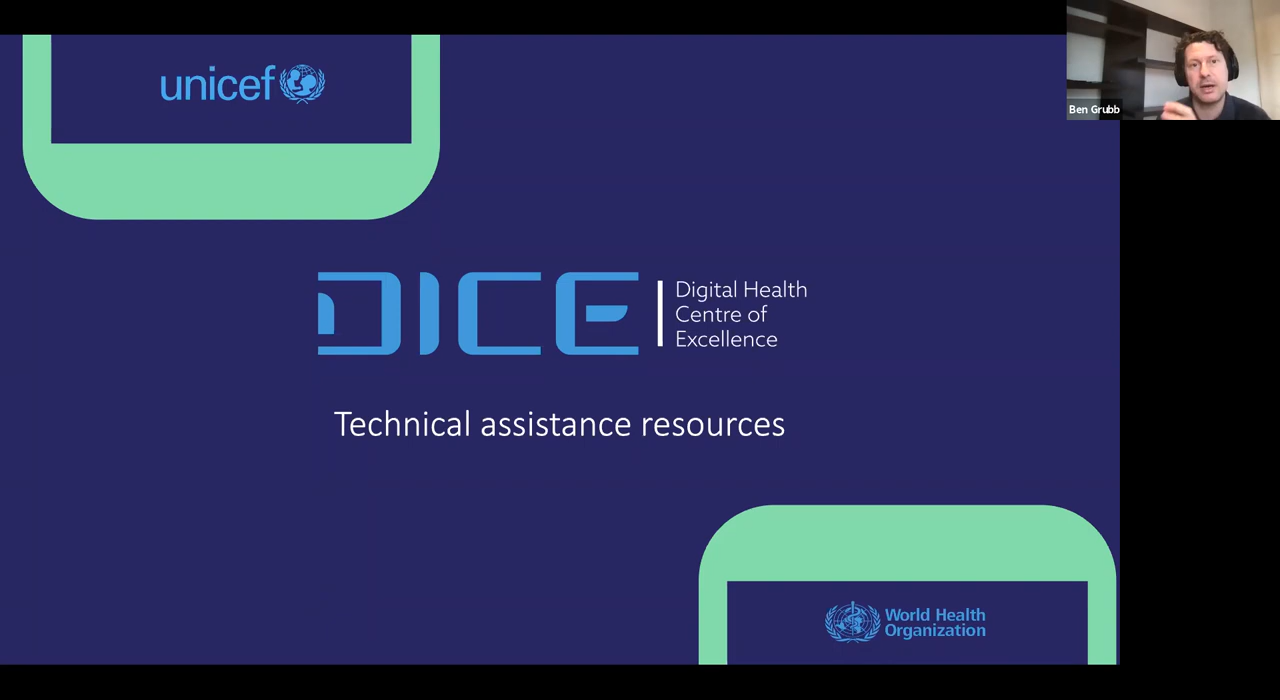 unicef
Ben Grubb
DICE
Digital Health
Centre of
Excellence
Technical assistance resources
World Health
Organization